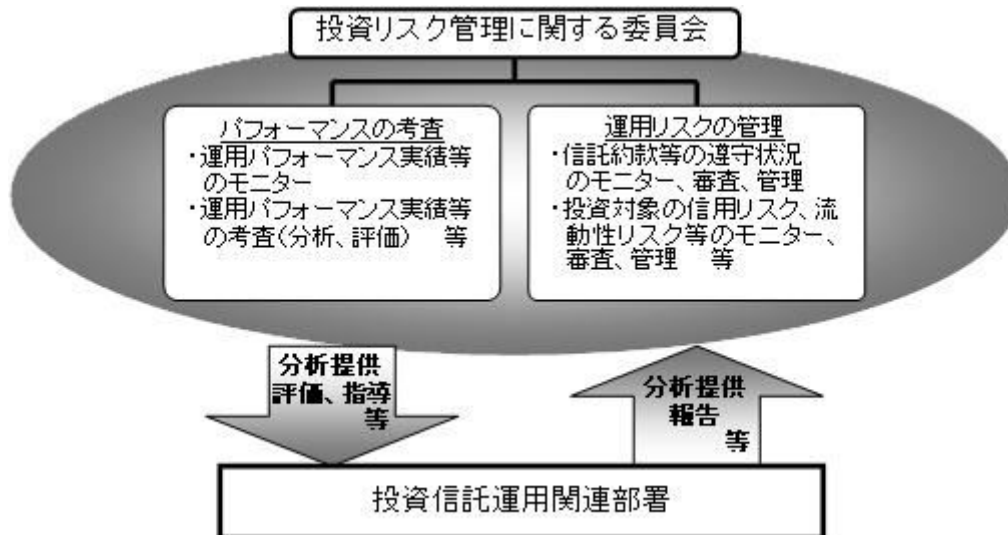 投資リスク管理に関する委員会
パフォーマンスの考査
・運用パフォーマンス実績等
のモニター
・運用パフォーマンス実績等
の考査(分析、評価) 等
運用リスクの管理
・信託約款等の遵守状況
のモニター、審査、管理
・投資対象の信用リスク、流
動性リスク等のモニター、
審査、管理 等
分析提供
評価、指導
等
分析提供
報告
等
投資信託運用関連部署